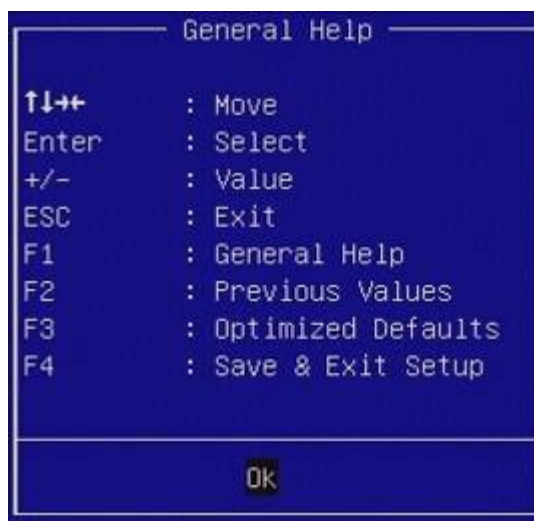 General Help
↑↓→← : Move
Enter : Select
+/- : Value
ESC : Exit
F1 : General Help
F2 : Previous Values
F3 : Optimized Defaults
F4 : Save & Exit Setup
Ok